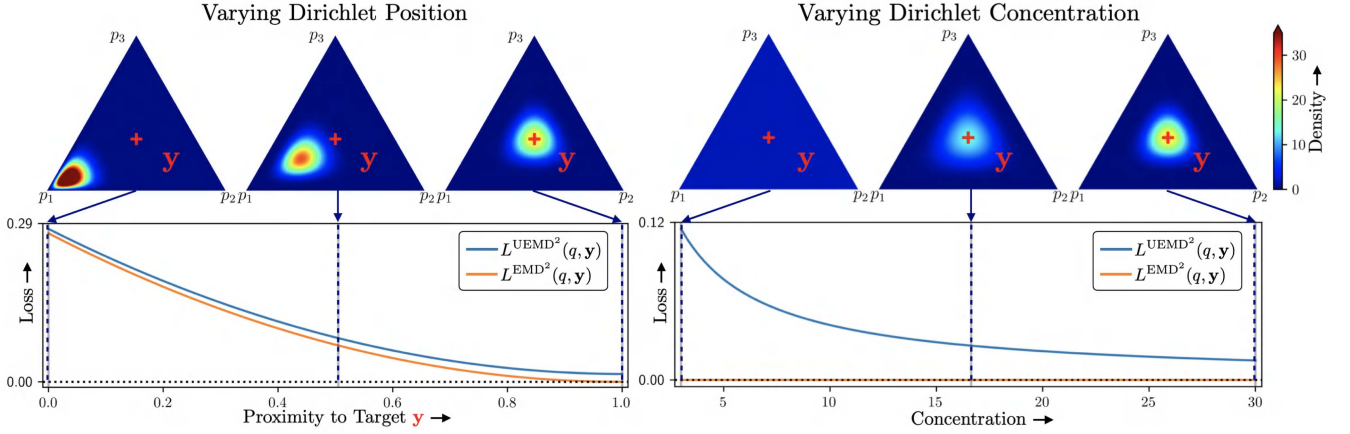 Varying Dirichlet Position
p3
p3
p3
y
y
y
p1
p2
p1
p2
p1
p2
0.29
0.00
Loss →
L^UEMD²(q, y)
L^EMD²(q, y)
0.0
0.2
0.4
0.6
0.8
1.0
Proximity to Target y →
Varying Dirichlet Concentration
p3
p3
p3
y
y
y
p1
p2
p1
p2
p1
p2
30
20
10
0
Density →
0.12
0.00
Loss →
L^UEMD²(q, y)
L^EMD²(q, y)
5
10
15
20
25
30
Concentration →